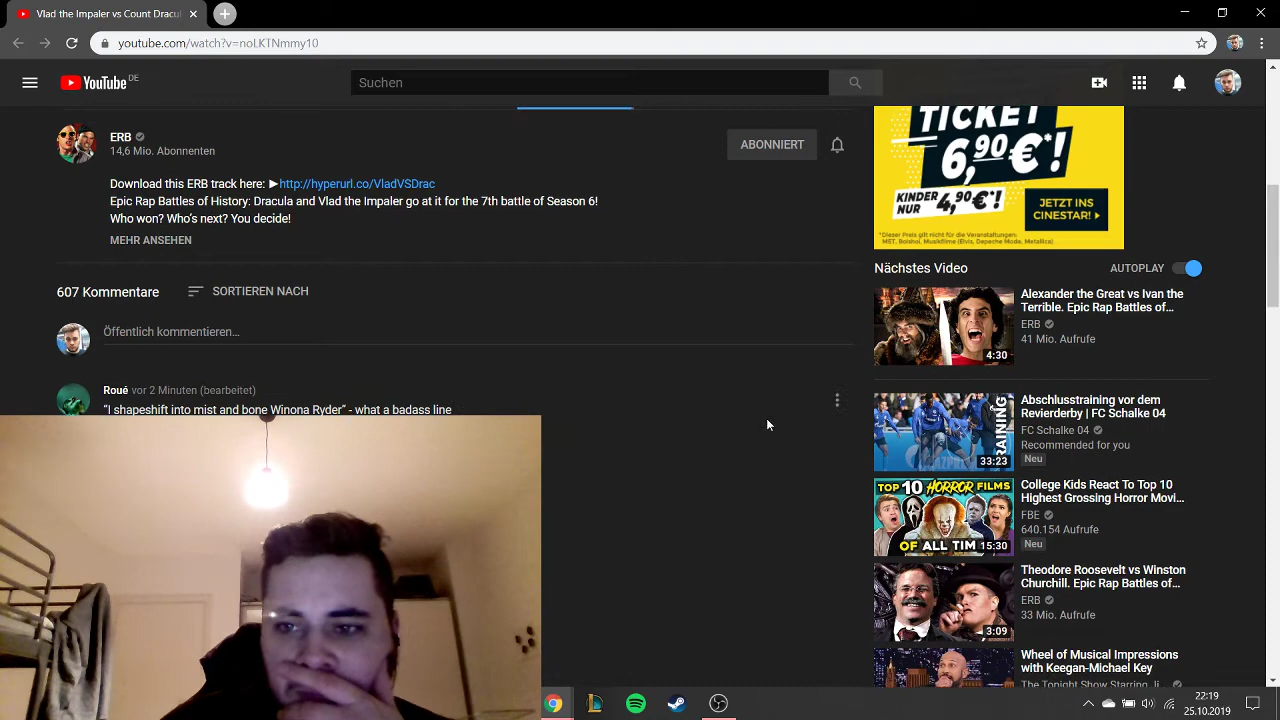 Vlad the Impaler vs Count Dracul
youtube.com/watch?v=noLKTNmmy10
YouTube DE
Suchen
ERB
14,6 Mio. Abonnenten
ABONNIERT
Download this ERB track here: ►http://hyperurl.co/VladVSDrac
Epic Rap Battles
and Vlad the Impaler go at it for the 7th battle of Season 6!
Who won? Who's next? You decide!
MEHR ANSEHEN
607 Kommentare
SORTIEREN NACH
Öffentlich kommentieren...
Roué vor 2 Minuten (bearbeitet)
"I shapeshift into mist and bone Winona Ryder" - what a badass line
TICKET
6,90 €*!
KINDER
NUR 4,90 €*!
JETZT INS
CINESTAR!
*Dieser Preis gilt nicht für die Veranstaltungen:
MET, Bolshoi, Musikfilme (Elvis, Depeche Mode, Metallica)
Nächstes Video
AUTOPLAY
Alexander the Great vs Ivan the
Terrible. Epic Rap Battles of...
ERB
41 Mio. Aufrufe
4:30
Abschlusstraining vor dem
Revierderby | FC Schalke 04
FC Schalke 04
Recommended for you
Neu
33:23
College Kids React To Top 10
Highest Grossing Horror Movi...
FBE
640.154 Aufrufe
Neu
TOP 10 HORROR FILMS
OF ALL TIM
15:30
Theodore Roosevelt vs Winston
Churchill. Epic Rap Battles of...
ERB
33 Mio. Aufrufe
3:09
Wheel of Musical Impressions
with Keegan-Michael Key
The Tonight Show Starring Ji...
22:19
25.10.2019